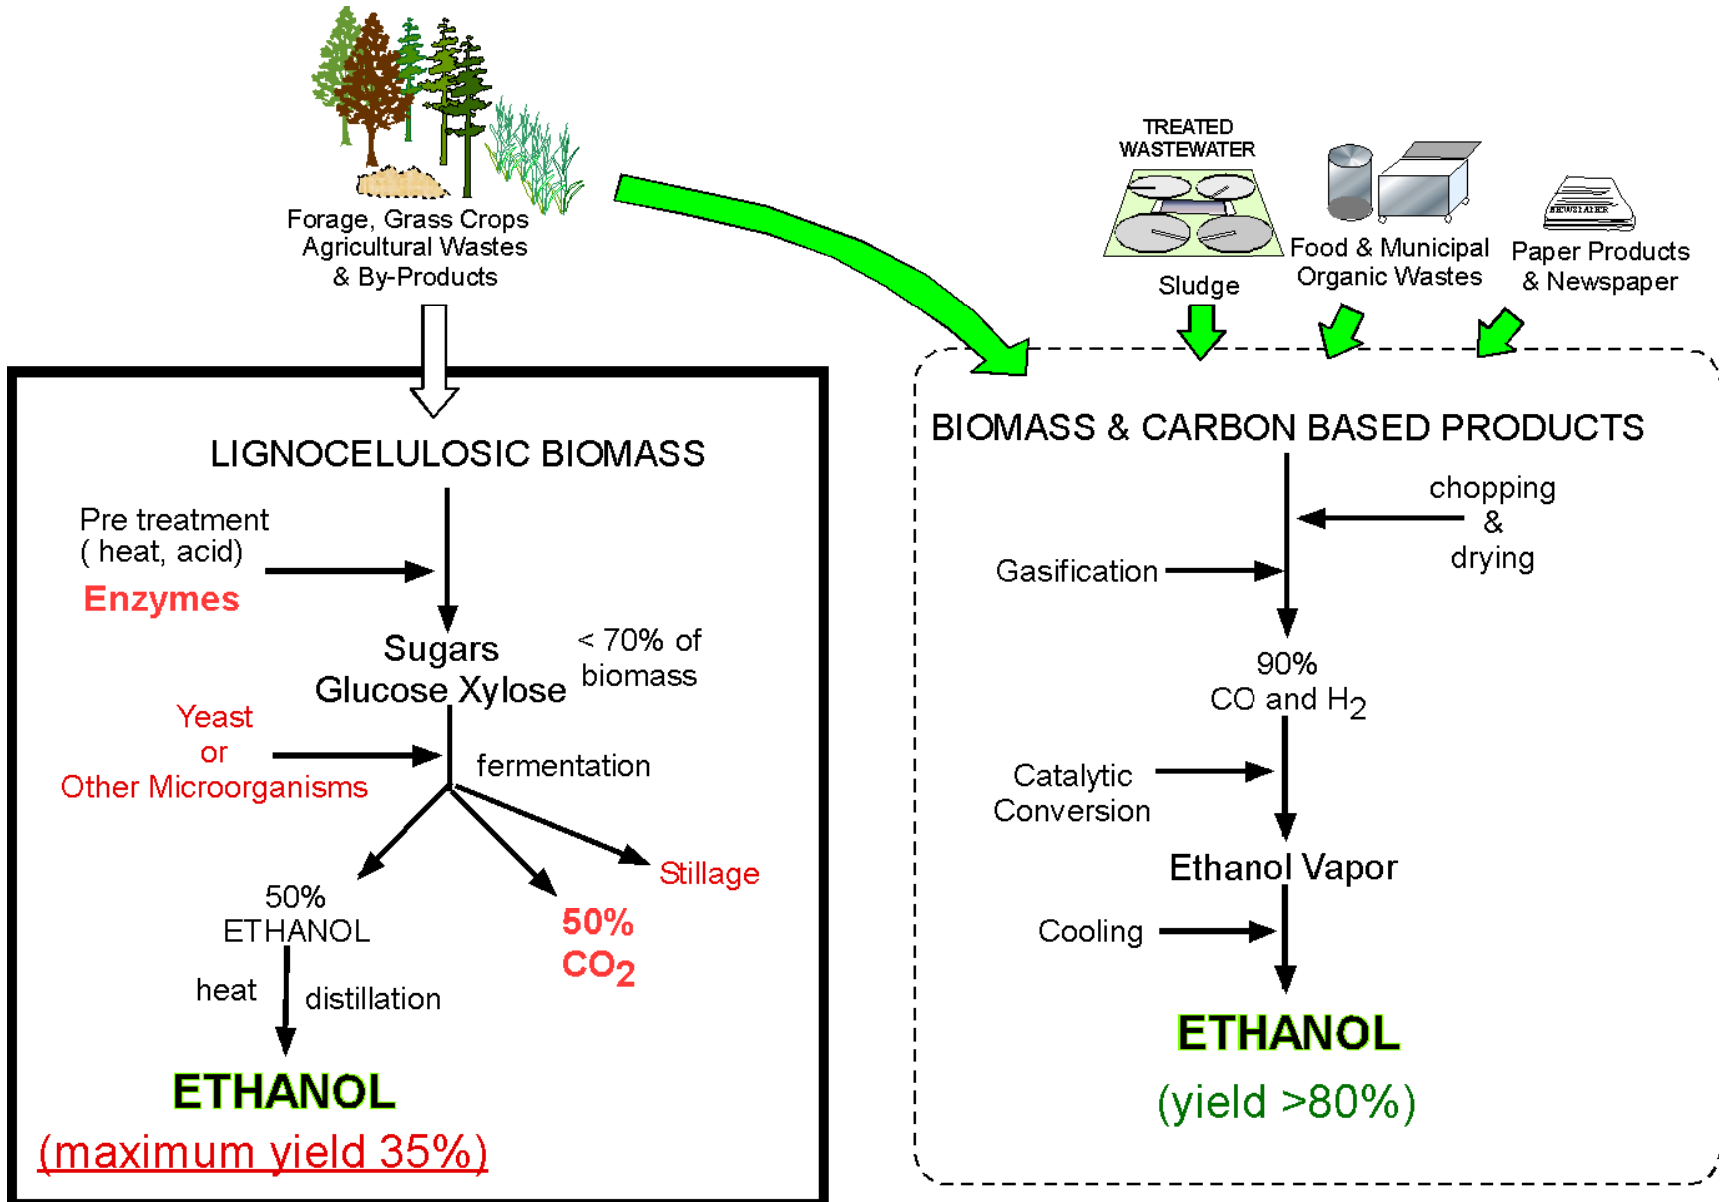 Forage, Grass Crops
Agricultural Wastes
& By-Products
TREATED
WASTEWATER
Sludge
Food & Municipal
Organic Wastes
NEWSPAPER
Paper Products
& Newspaper
LIGNOCELULOSIC BIOMASS
Pre treatment
( heat, acid)
Enzymes
Sugars
Glucose Xylose
< 70% of
biomass
Yeast
or
Other Microorganisms
fermentation
50%
ETHANOL
50%
CO2
Stillage
heat
distillation
ETHANOL
(maximum yield 35%)
BIOMASS & CARBON BASED PRODUCTS
chopping
&
drying
Gasification
90%
CO and H2
Catalytic
Conversion
Ethanol Vapor
Cooling
ETHANOL
(yield >80%)